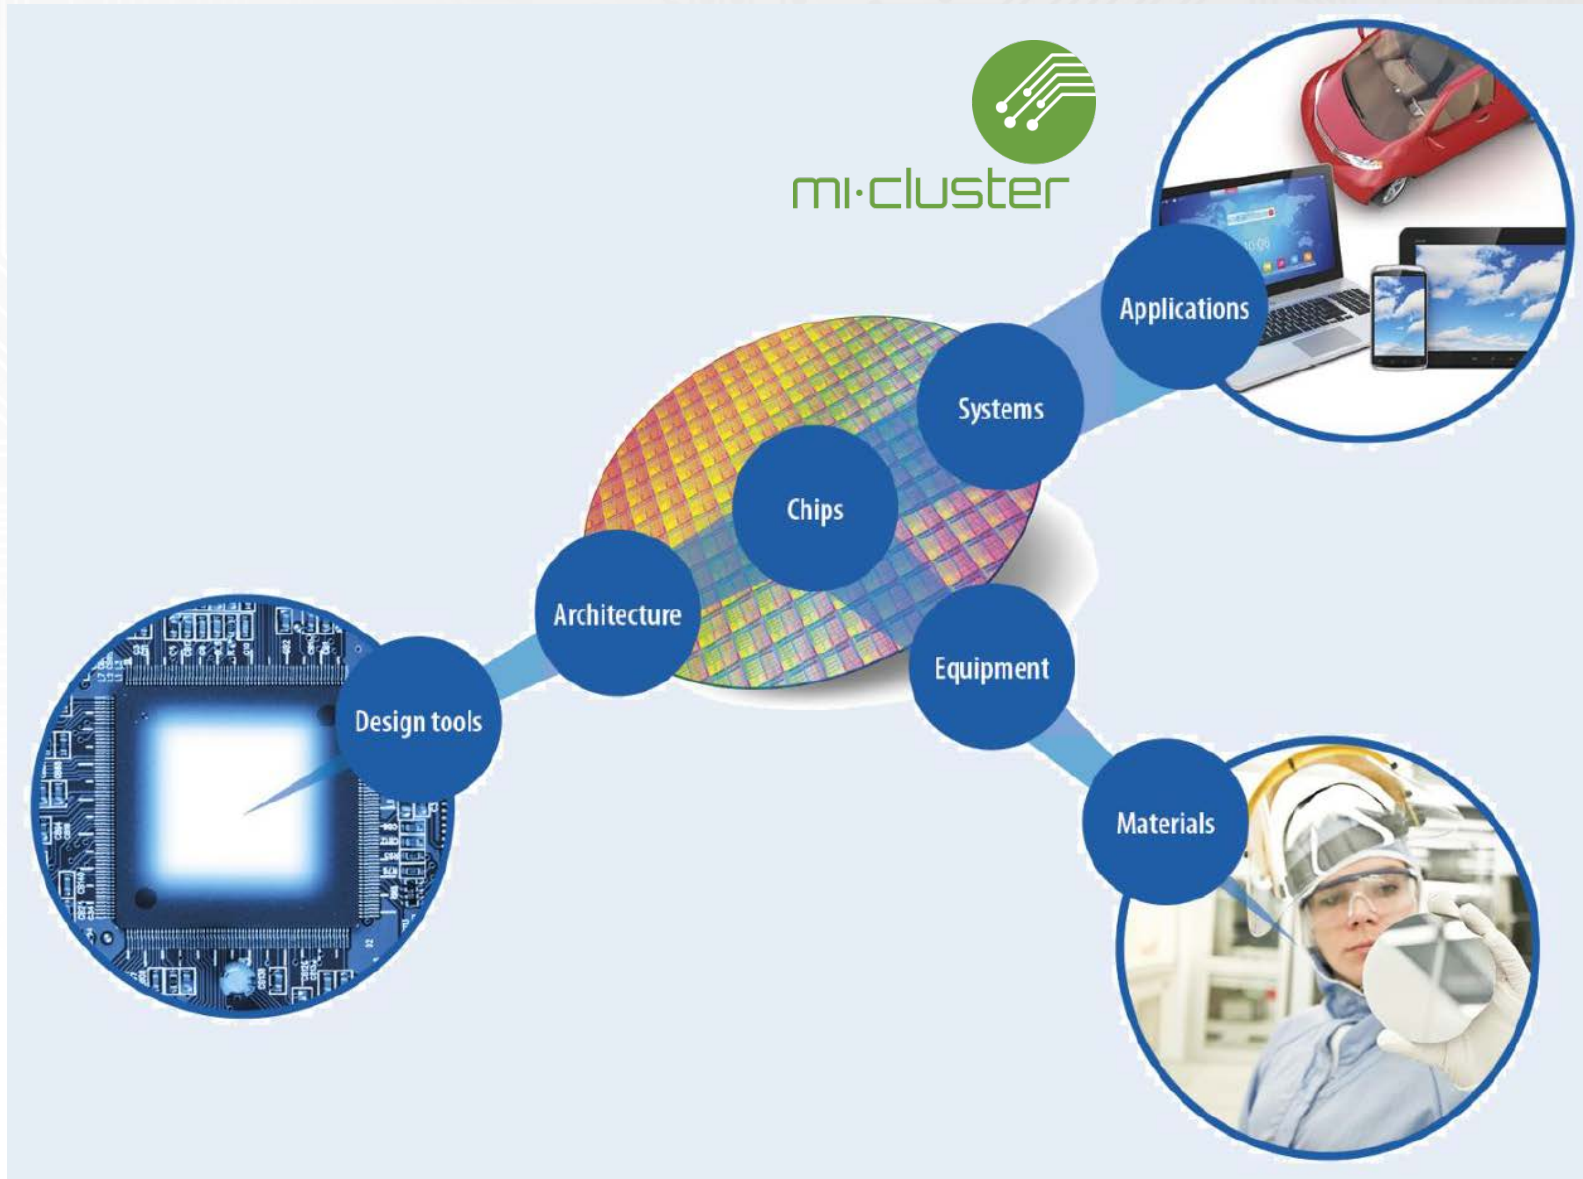 mi·cluster
Applications
Systems
Chips
Architecture
Equipment
Design tools
Materials